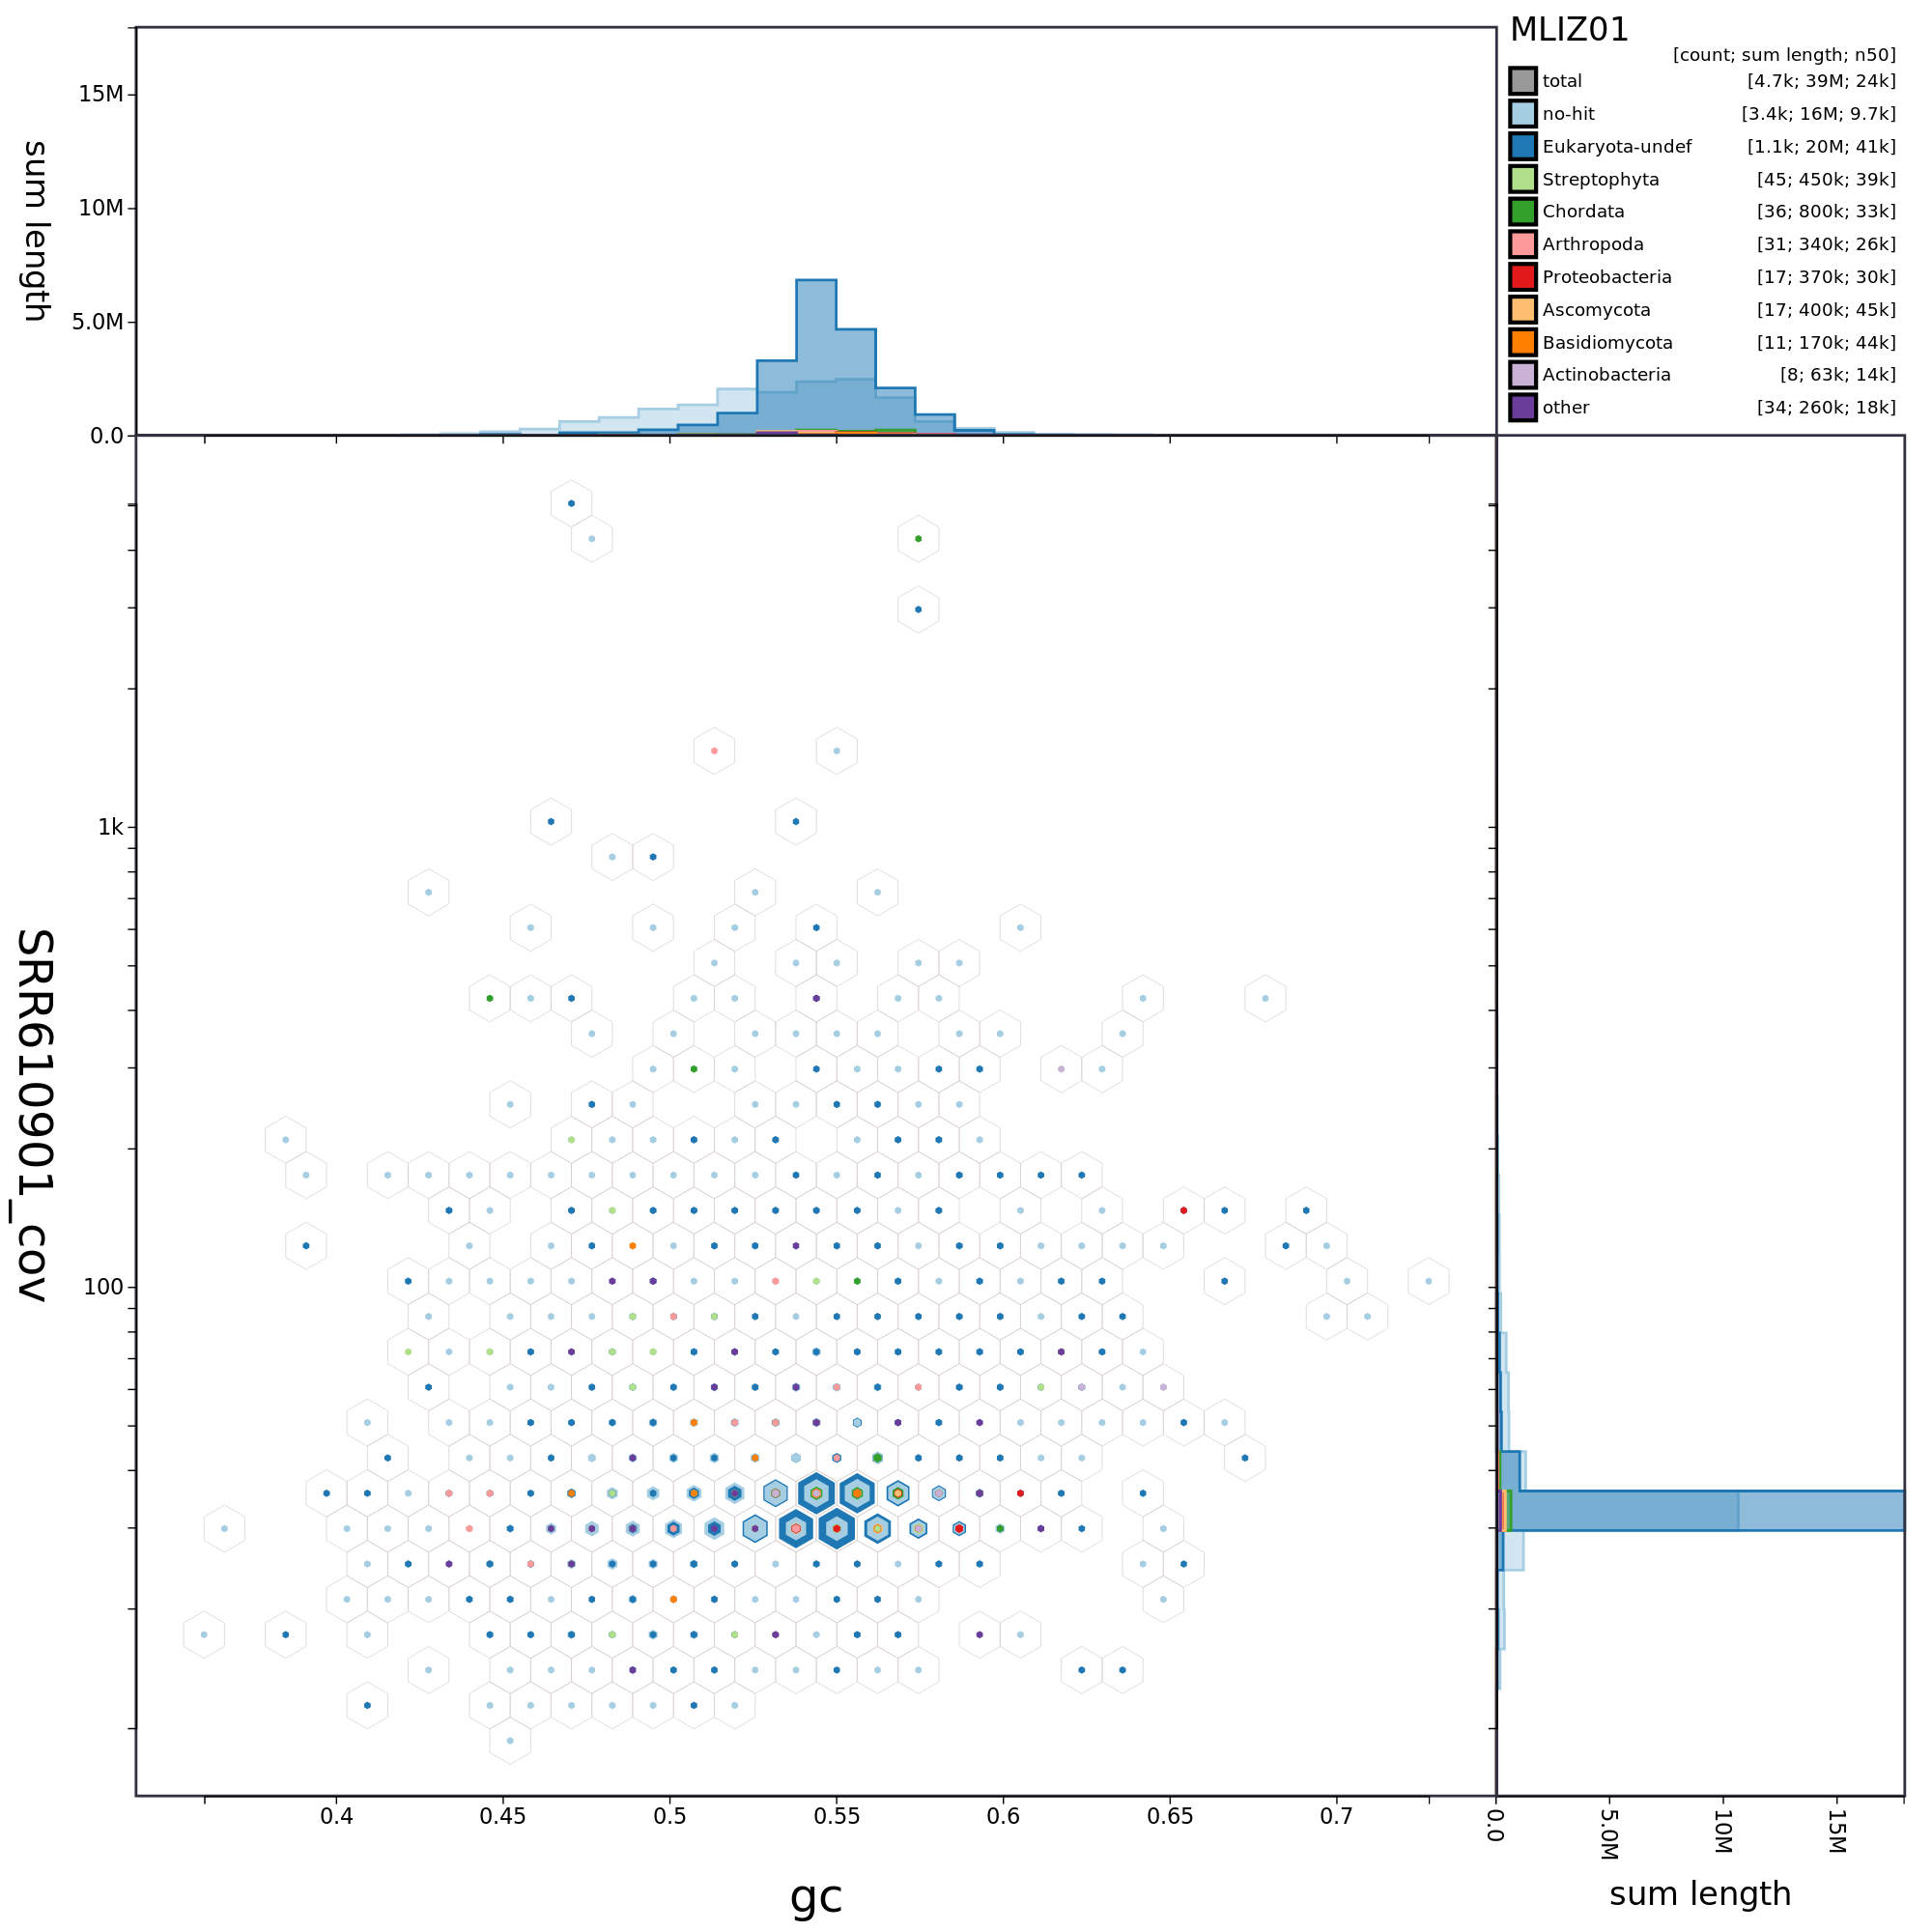 MLIZ01
[count; sum length; n50]
total [4.7k; 39M; 24k]
no-hit [3.4k; 16M; 9.7k]
Eukaryota-undef [1.1k; 20M; 41k]
Streptophyta [45; 450k; 39k]
Chordata [36; 800k; 33k]
Arthropoda [31; 340k; 26k]
Proteobacteria [17; 370k; 30k]
Ascomycota [17; 400k; 45k]
Basidiomycota [11; 170k; 44k]
Actinobacteria [8; 63k; 14k]
other [34; 260k; 18k]
sum length
15M
10M
5.0M
0.0
SRR610901_cov
1k
100
0.4 0.45 0.5 0.55 0.6 0.65 0.7
gc
0.0 5.0M 10M 15M
sum length